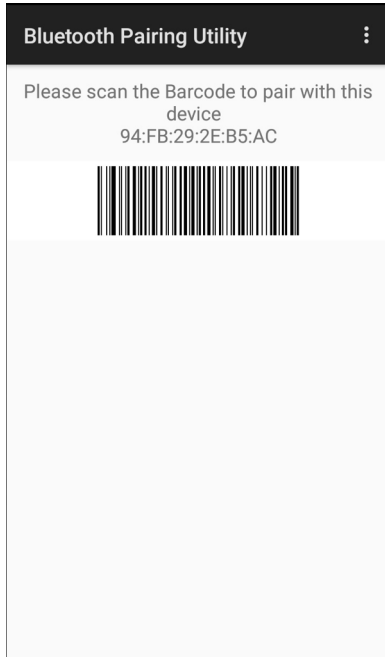 Bluetooth Pairing Utility
Please scan the Barcode to pair with this
device
94:FB:29:2E:B5:AC